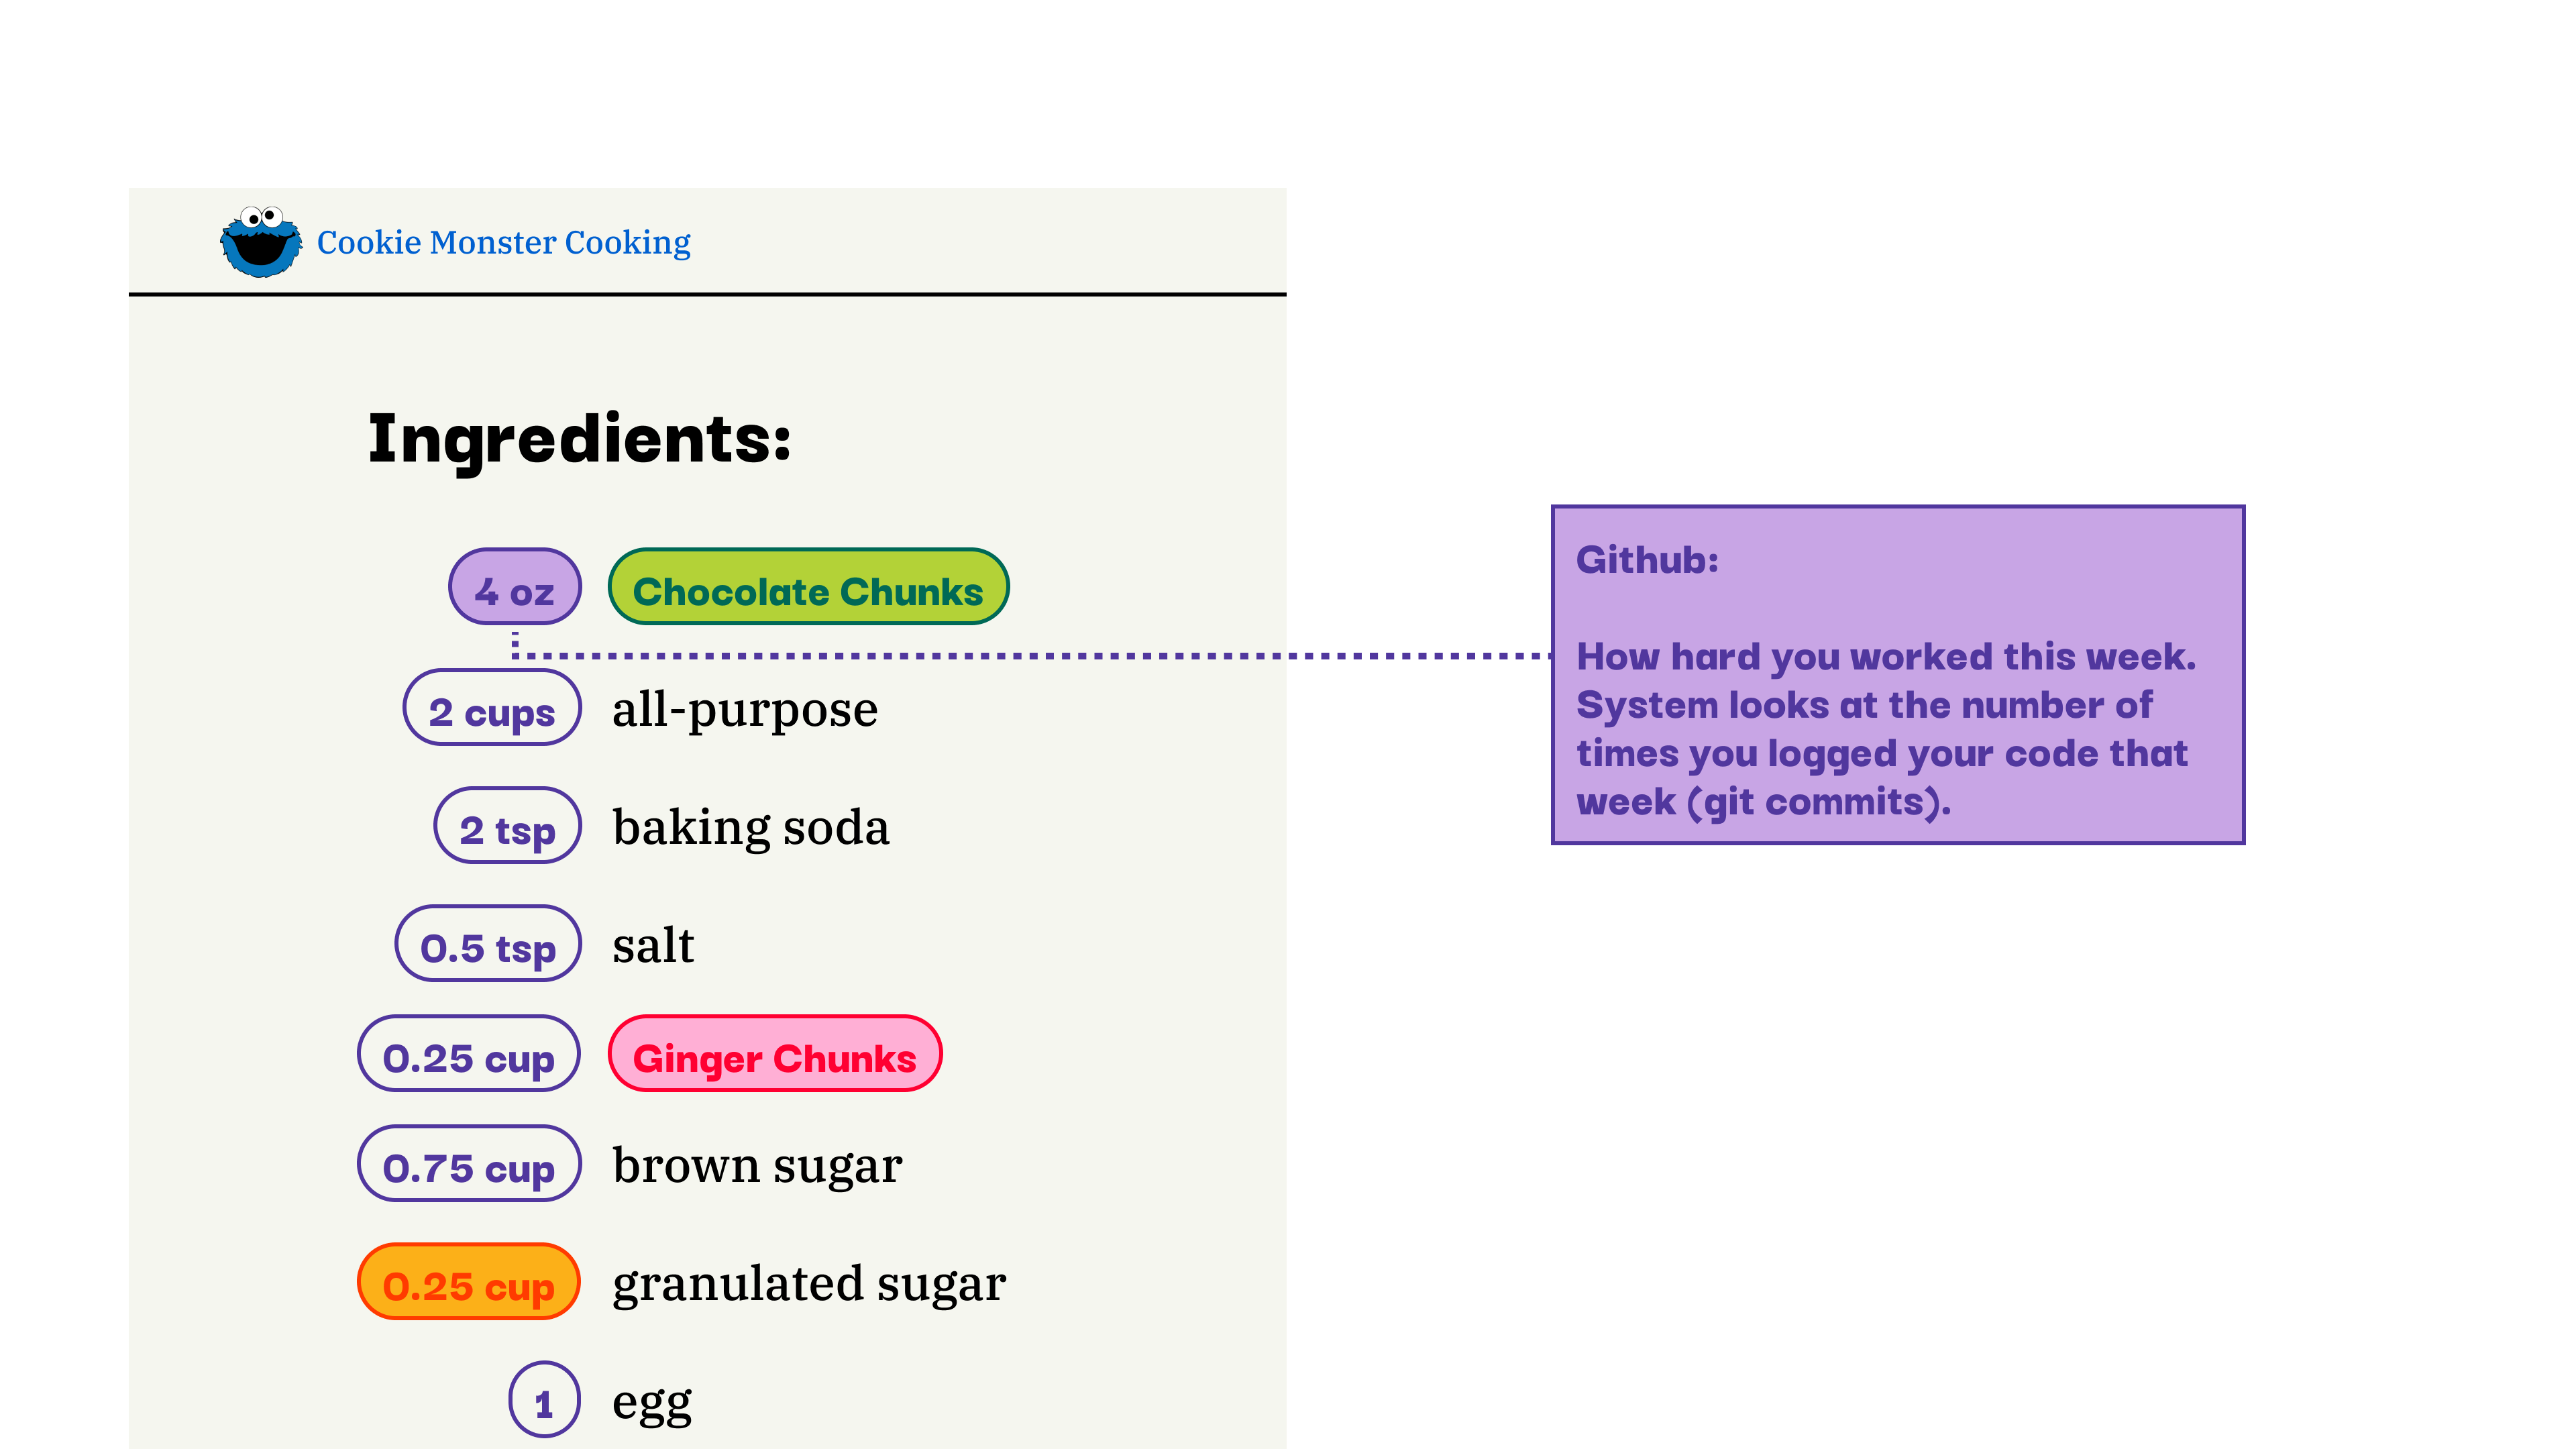 Cookie Monster Cooking
Ingredients:
4 oz Chocolate Chunks
2 cups all-purpose
2 tsp baking soda
0.5 tsp salt
0.25 cup Ginger Chunks
0.75 cup brown sugar
0.25 cup granulated sugar
1 egg
Github:
How hard you worked this week.
System looks at the number of
times you logged your code that
week (git commits).